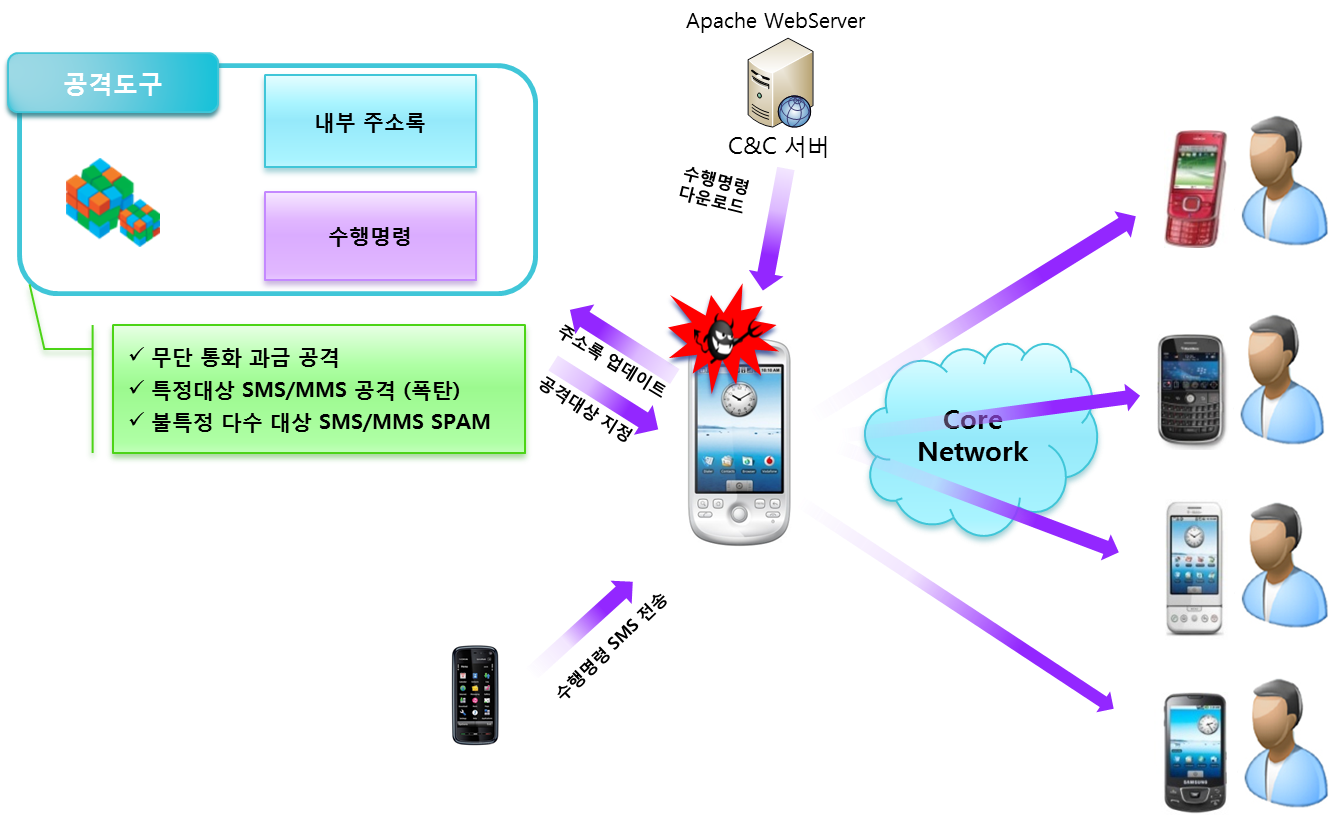 Apache WebServer
C&C 서버
수행명령
다운로드
공격도구
내부 주소록
수행명령
✓ 무단 통화 과금 공격
✓ 특정대상 SMS/MMS 공격 (폭탄)
✓ 불특정 다수 대상 SMS/MMS SPAM
주소록 업데이트
공격대상 지정
Core
Network
수행명령 SMS 전송
SAMSUNG